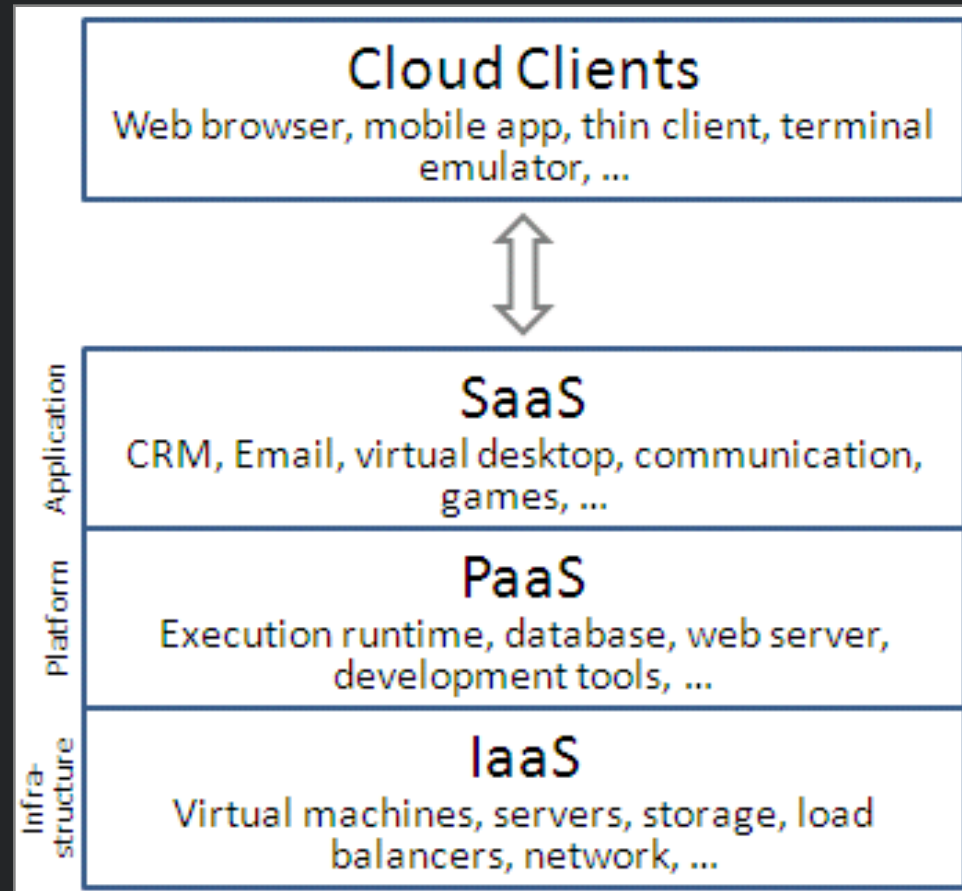 Cloud Clients
Web browser, mobile app, thin client, terminal
emulator, ...
Application
SaaS
CRM, Email, virtual desktop, communication,
games, ...
Platform
PaaS
Execution runtime, database, web server,
development tools, ...
Infra-
structure
IaaS
Virtual machines, servers, storage, load
balancers, network, ...